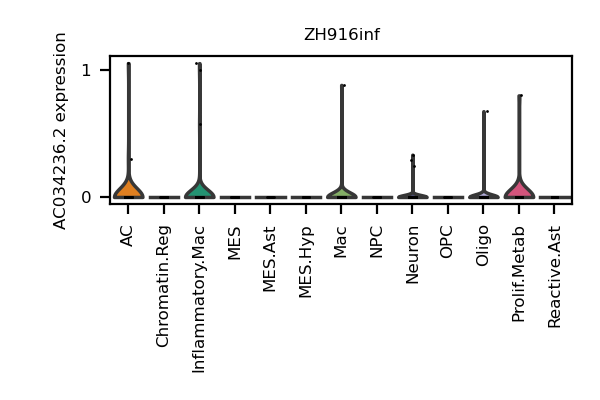 ZH916inf
AC034236.2 expression
1
0
AC
Chromatin.Reg
Inflammatory.Mac
MES
MES.Ast
MES.Hyp
Mac
NPC
Neuron
OPC
Oligo
Prolif.Metab
Reactive.Ast